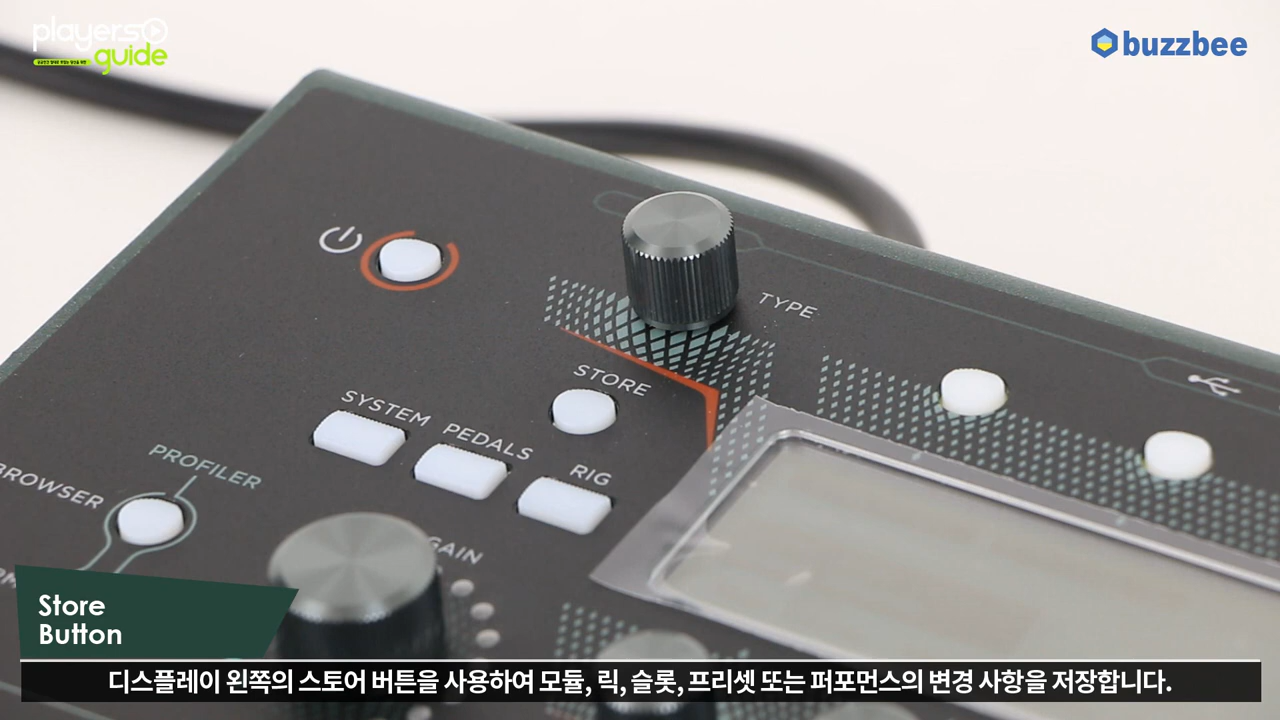 players
guide
buzzbee
TYPE
STORE
SYSTEM
PEDALS
RIG
PROFILER
BROWSER
GAIN
Store
Button
디스플레이 왼쪽의 스토어 버튼을 사용하여 모듈, 릭, 슬롯, 프리셋 또는 퍼포먼스의 변경 사항을 저장합니다.